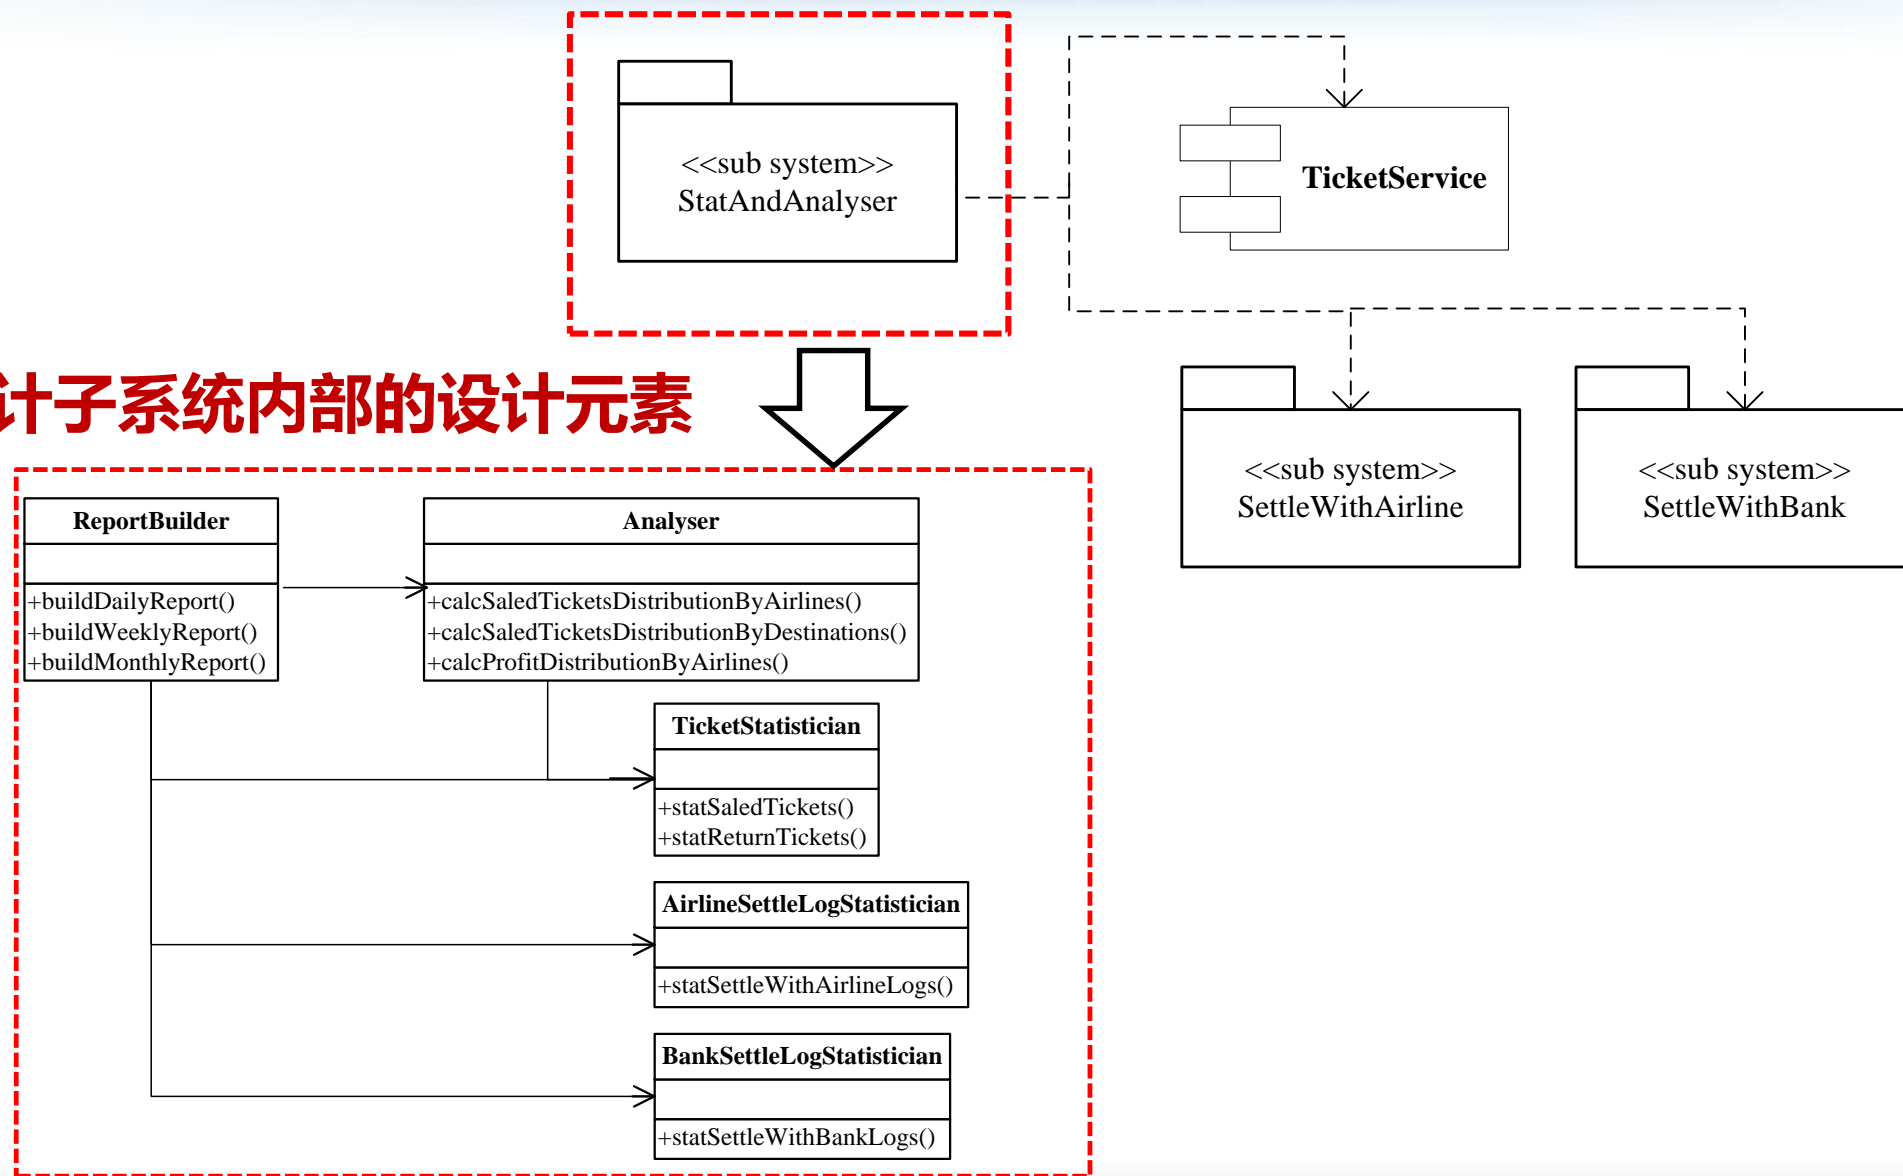 <<sub system>>
StatAndAnalyser
TicketService
计子系统内部的设计元素
<<sub system>>
SettleWithAirline
<<sub system>>
SettleWithBank
ReportBuilder
+buildDailyReport()
+buildWeeklyReport()
+buildMonthlyReport()
Analyser
+calcSaledTicketsDistributionByAirlines()
+calcSaledTicketsDistributionByDestinations()
+calcProfitDistributionByAirlines()
TicketStatistician
+statSaledTickets()
+statReturnTickets()
AirlineSettleLogStatistician
+statSettleWithAirlineLogs()
BankSettleLogStatistician
+statSettleWithBankLogs()